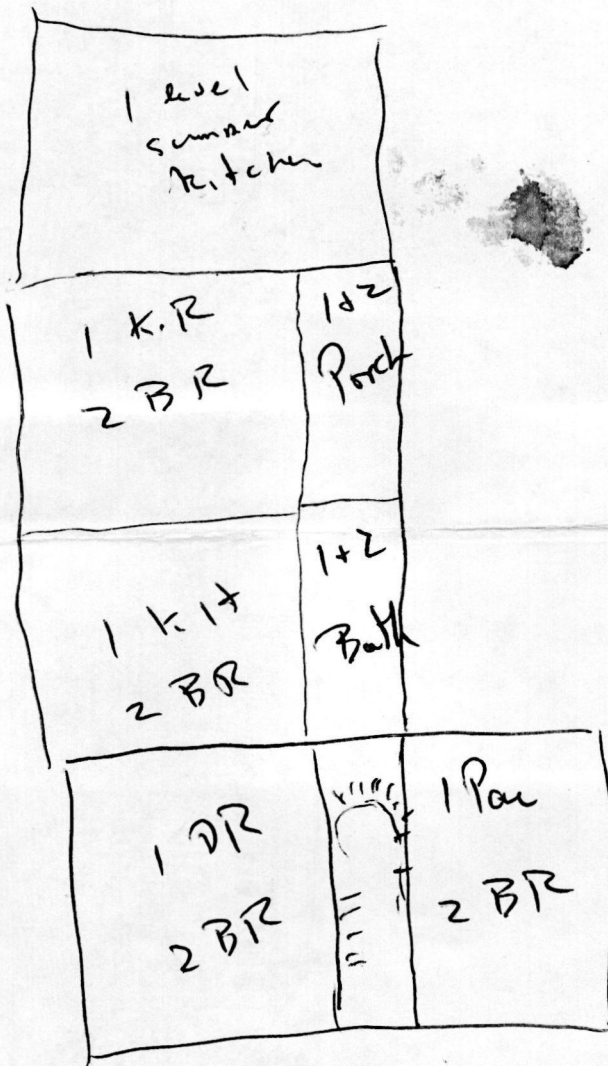 1 level
summer
kitchen
1 K.R
2 BR
1+2
Porch
1 Kit
2 BR
1+2
Bath
1 DR
2 BR
1 Par
2 BR